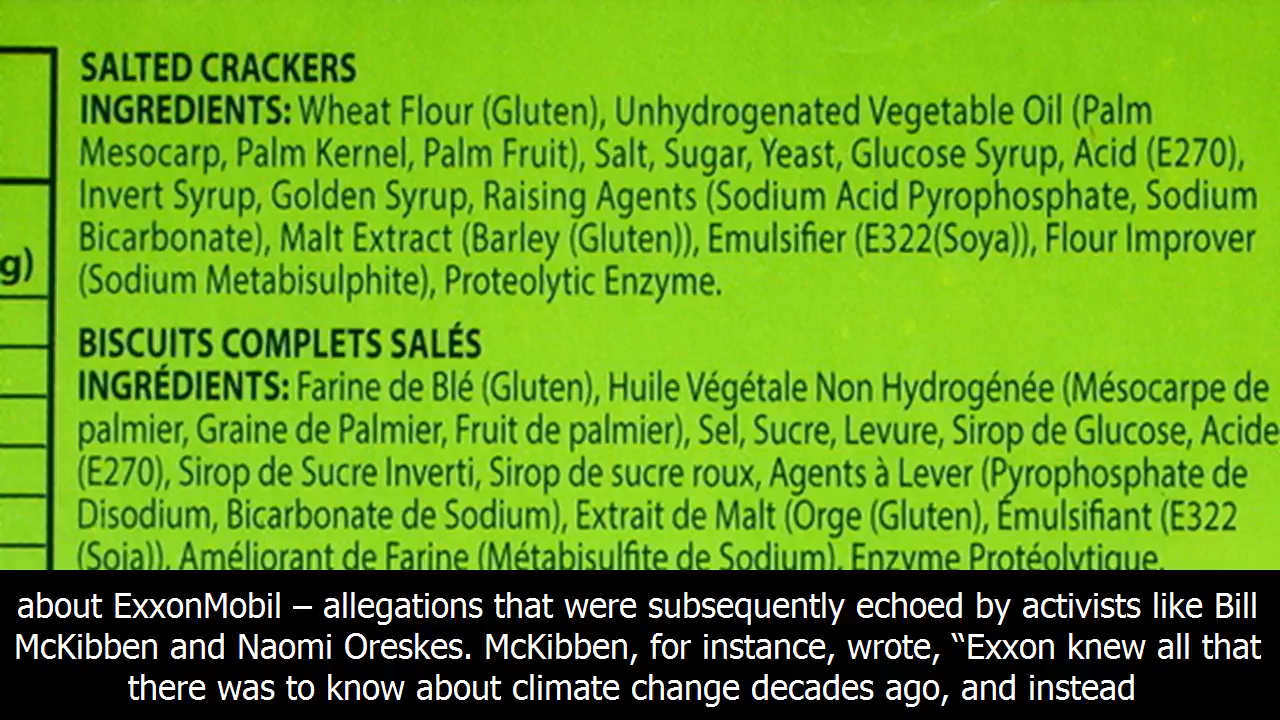 SALTED CRACKERS
INGREDIENTS: Wheat Flour (Gluten), Unhydrogenated Vegetable Oil (Palm
Mesocarp, Palm Kernel, Palm Fruit), Salt, Sugar, Yeast, Glucose Syrup, Acid (E270),
Invert Syrup, Golden Syrup, Raising Agents (Sodium Acid Pyrophosphate, Sodium
Bicarbonate), Malt Extract (Barley (Gluten)), Emulsifier (E322(Soya)), Flour Improver
g)
(Sodium Metabisulphite), Proteolytic Enzyme.
BISCUITS COMPLETS SALÉS
INGRÉDIENTS: Farine de Blé (Gluten), Huile Végétale Non Hydrogénée (Mésocarpe de
palmier, Graine de Palmier, Fruit de palmier), Sel, Sucre, Levure, Sirop de Glucose, Acide
(E270), Sirop de Sucre Inverti, Sirop de sucre roux, Agents à Lever (Pyrophosphate de
Disodium, Bicarbonate de Sodium), Extrait de Malt (Orge (Gluten), Émulsifiant (E322
(Soja)), Améliorant de Farine (Métabisulfite de Sodium), Enzyme Protéolytique.
about ExxonMobil – allegations that were subsequently echoed by activists like Bill
McKibben and Naomi Oreskes. McKibben, for instance, wrote, “Exxon knew all that
there was to know about climate change decades ago, and instead